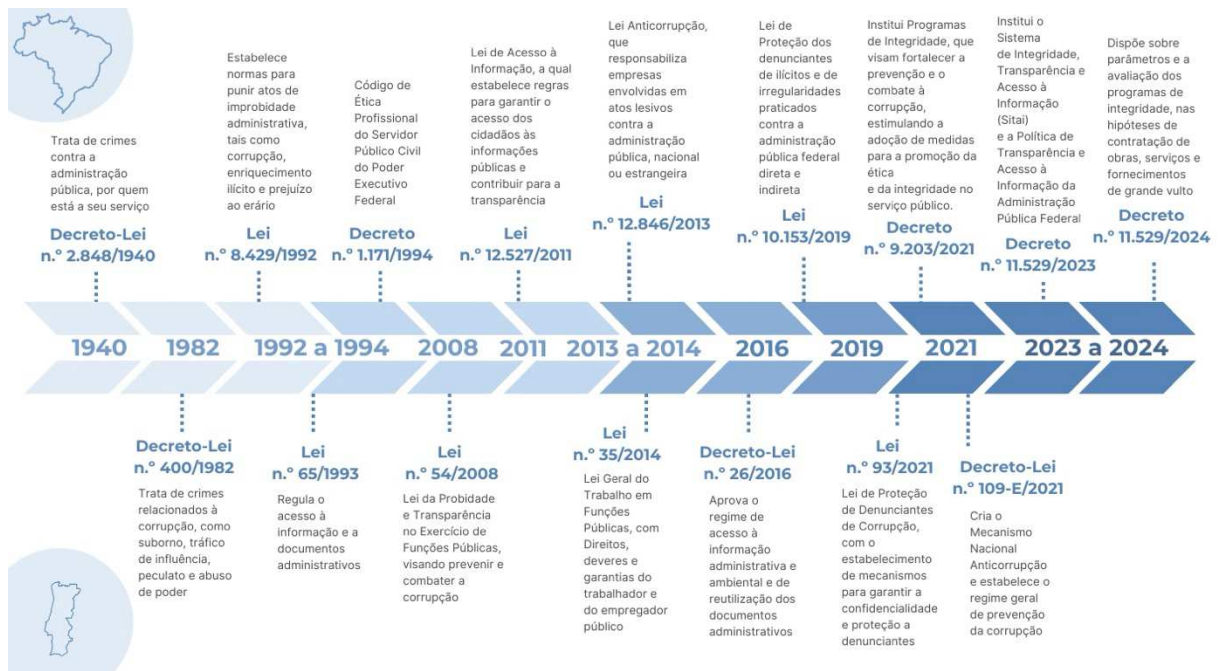 Trata de crimes
contra a
administração
pública, por quem
está a seu serviço
Decreto-Lei
n.º 2.848/1940
Estabelece
normas para
punir atos de
improbidade
administrativa,
tais como
corrupção,
enriquecimento
ilícito e prejuízo
ao erário
Lei
n.º 8.429/1992
Código de
Ética
Profissional
do Servidor
Público Civil
do Poder
Executivo
Federal
Decreto
n.º 1.171/1994
Lei de Acesso à
Informação, a qual
estabelece regras
para garantir o
acesso dos
cidadãos às
informações
públicas e
contribuir para a
transparência
Lei
n.º 12.527/2011
Lei Anticorrupção,
que
responsabiliza
empresas
envolvidas em
atos lesivos
contra a
administração
pública, nacional
ou estrangeira
Lei
n.º 12.846/2013
Lei de
Proteção dos
denunciantes
de ilícitos e de
irregularidades
praticados
contra a
administração
pública federal
direta e
indireta
Lei
n.º 10.153/2019
Institui Programas
de Integridade, que
visam fortalecer a
prevenção e o
combate à
corrupção,
estimulando a
adoção de medidas
para a promoção da
ética
e da integridade no
serviço público.
Decreto
n.º 9.203/2021
Institui o
Sistema
de Integridade,
Transparência e
Acesso à
Informação
(Sitai)
e a Política de
Transparência e
Acesso à
Informação da
Administração
Pública Federal
Decreto
n.º 11.529/2023
Dispõe sobre
parâmetros e a
avaliação dos
programas de
integridade, nas
hipóteses de
contratação de
obras, serviços e
fornecimentos
de grande vulto
Decreto
n.º 11.529/2024
1940 1982 1992 a 1994 2008 2011 2013 a 2014 2016 2019 2021 2023 a 2024
Decreto-Lei
n.º 400/1982
Trata de crimes
relacionados à
corrupção, como
suborno, tráfico
de influência,
peculato e abuso
de poder
Lei
n.º 65/1993
Regula o
acesso à
informação e a
documentos
administrativos
Lei
n.º 54/2008
Lei da Probidade
e Transparência
no Exercício de
Funções Públicas,
visando prevenir e
combater a
corrupção
Lei
n.º 35/2014
Lei Geral do
Trabalho em
Funções
Públicas, com
Direitos,
deveres e
garantias do
trabalhador e
do empregador
público
Decreto-Lei
n.º 26/2016
Aprova o
regime de
acesso à
informação
administrativa e
ambiental e de
reutilização dos
documentos
administrativos
Lei
n.º 93/2021
Lei de Proteção
de Denunciantes
de Corrupção,
com o
estabelecimento
de mecanismos
para garantir a
confidencialidade
e proteção a
denunciantes
Decreto-Lei
n.º 109-E/2021
Cria o
Mecanismo
Nacional
Anticorrupção
e estabelece o
regime geral
de prevenção
da corrupção